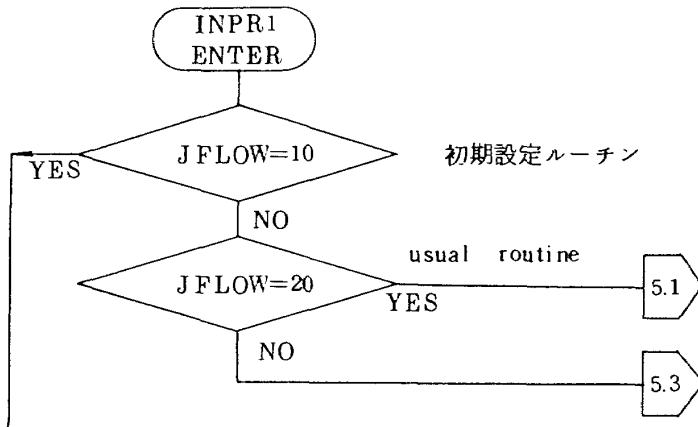 INPR1
ENTER
JFLOW=10
初期設定ルーチン
YES
NO
usual routine
JFLOW=20
YES
5.1
NO
5.3